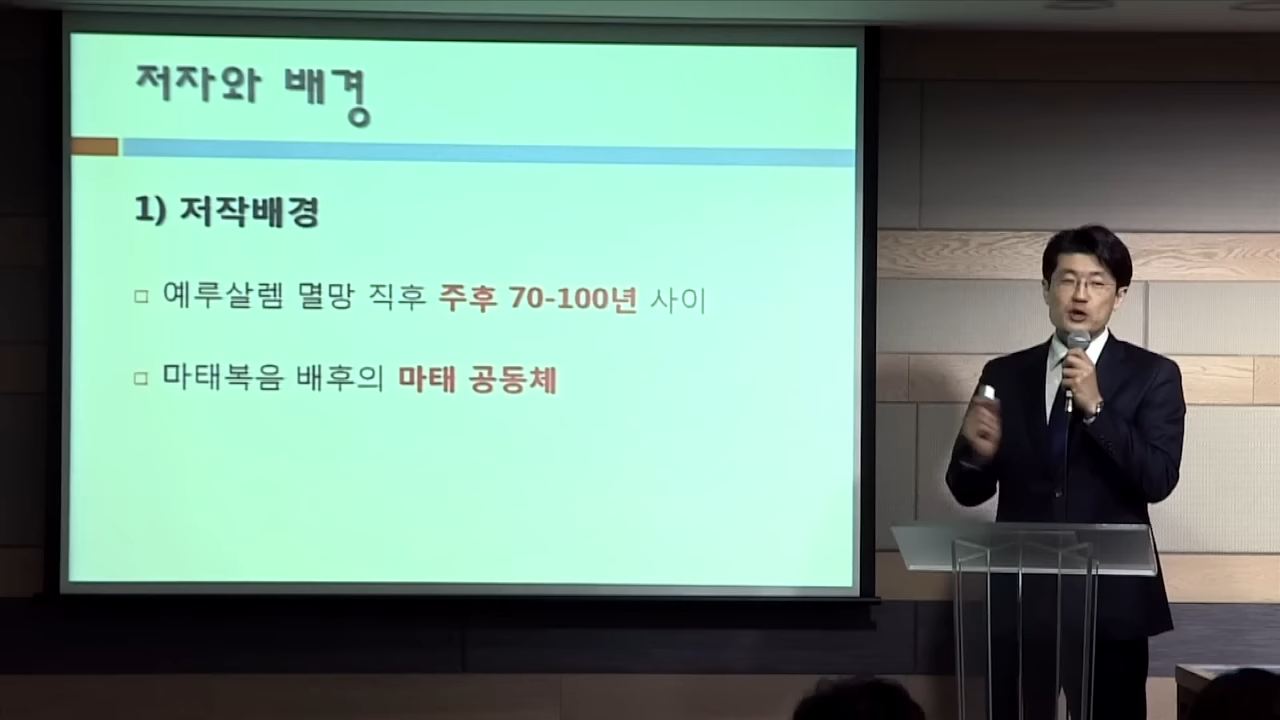 저자와 배경
1) 저작배경
□ 예루살렘 멸망 직후 주후 70-100년 사이
□ 마태복음 배후의 마태 공동체